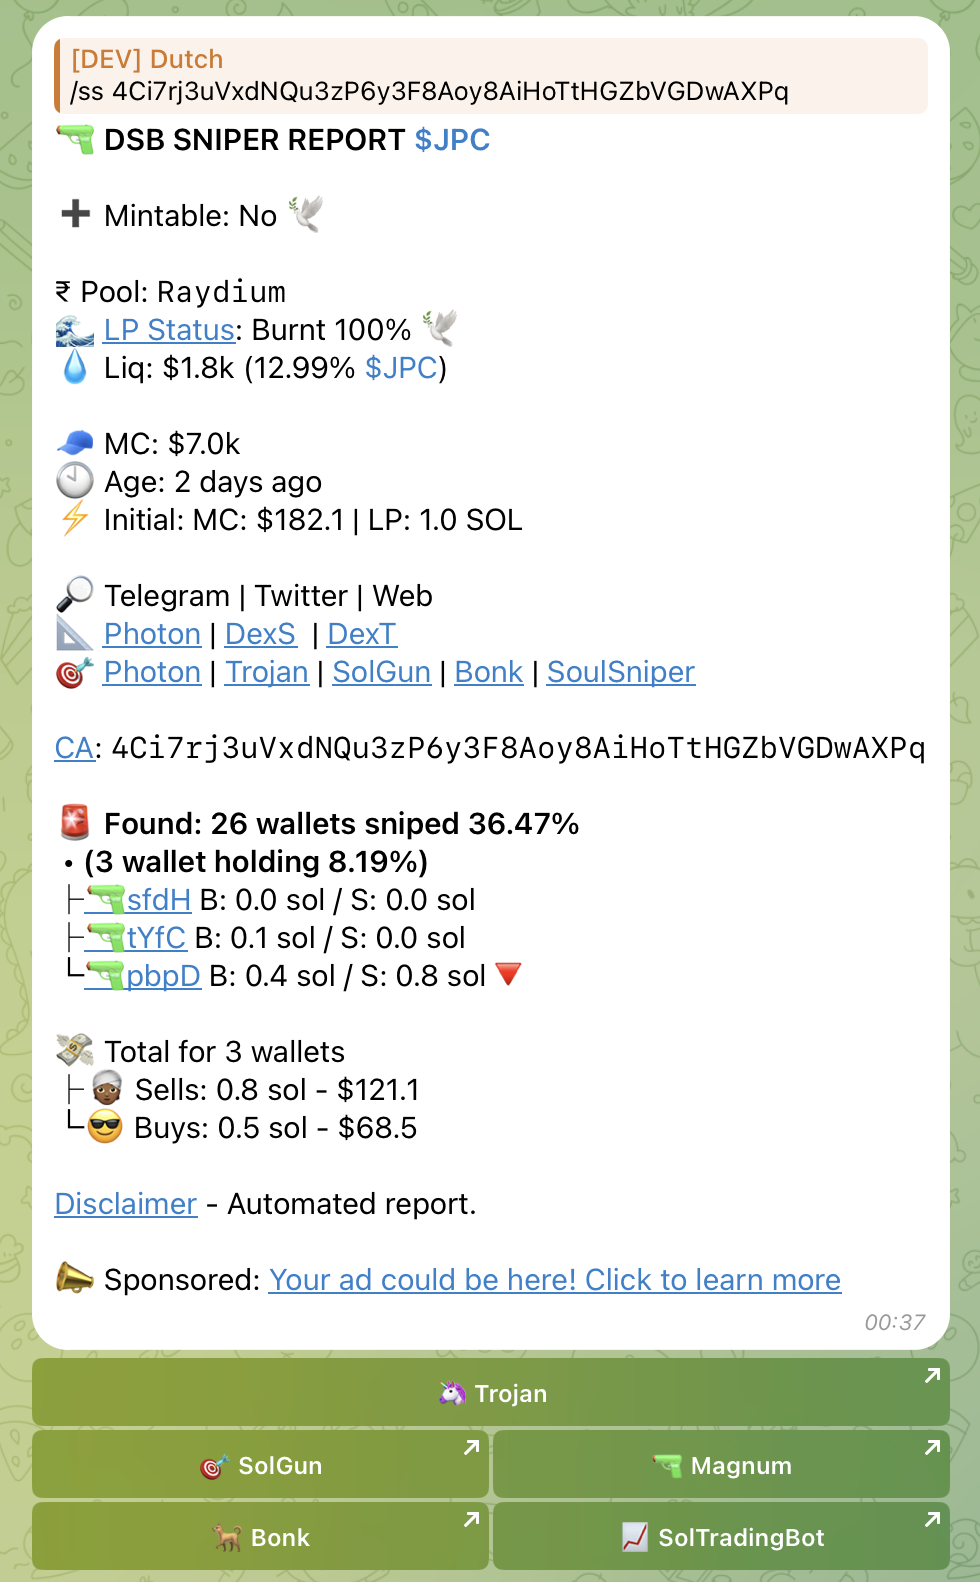 [DEV] Dutch
/ss 4Ci7rj3uVxdNQu3zP6y3F8Aoy8AiHoTtHGZbVGDwAXPq
DSB SNIPER REPORT $JPC
Mintable: No
₹ Pool: Raydium
LP Status: Burnt 100%
Liq: $1.8k (12.99% $JPC)
MC: $7.0k
Age: 2 days ago
Initial: MC: $182.1 | LP: 1.0 SOL
Telegram | Twitter | Web
Photon | DexS | DexT
Photon | Trojan | SolGun | Bonk | SoulSniper
CA: 4Ci7rj3uVxdNQu3zP6y3F8Aoy8AiHoTtHGZbVGDwAXPq
Found: 26 wallets sniped 36.47%
• (3 wallet holding 8.19%)
├ sfdH B: 0.0 sol / S: 0.0 sol
├ tYfC B: 0.1 sol / S: 0.0 sol
└ pbpD B: 0.4 sol / S: 0.8 sol
Total for 3 wallets
├ Sells: 0.8 sol - $121.1
└ Buys: 0.5 sol - $68.5
Disclaimer - Automated report.
Sponsored: Your ad could be here! Click to learn more
00:37
Trojan
SolGun
Magnum
Bonk
SolTradingBot